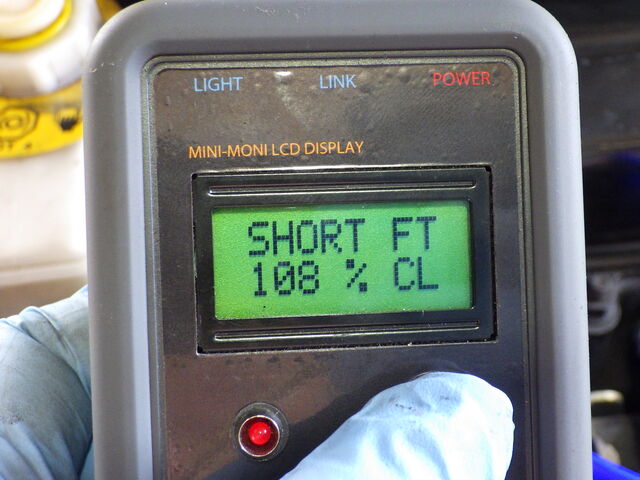 LIGHT LINK POWER
MINI-MONI LCD DISPLAY
SHORT FT
108 % CL